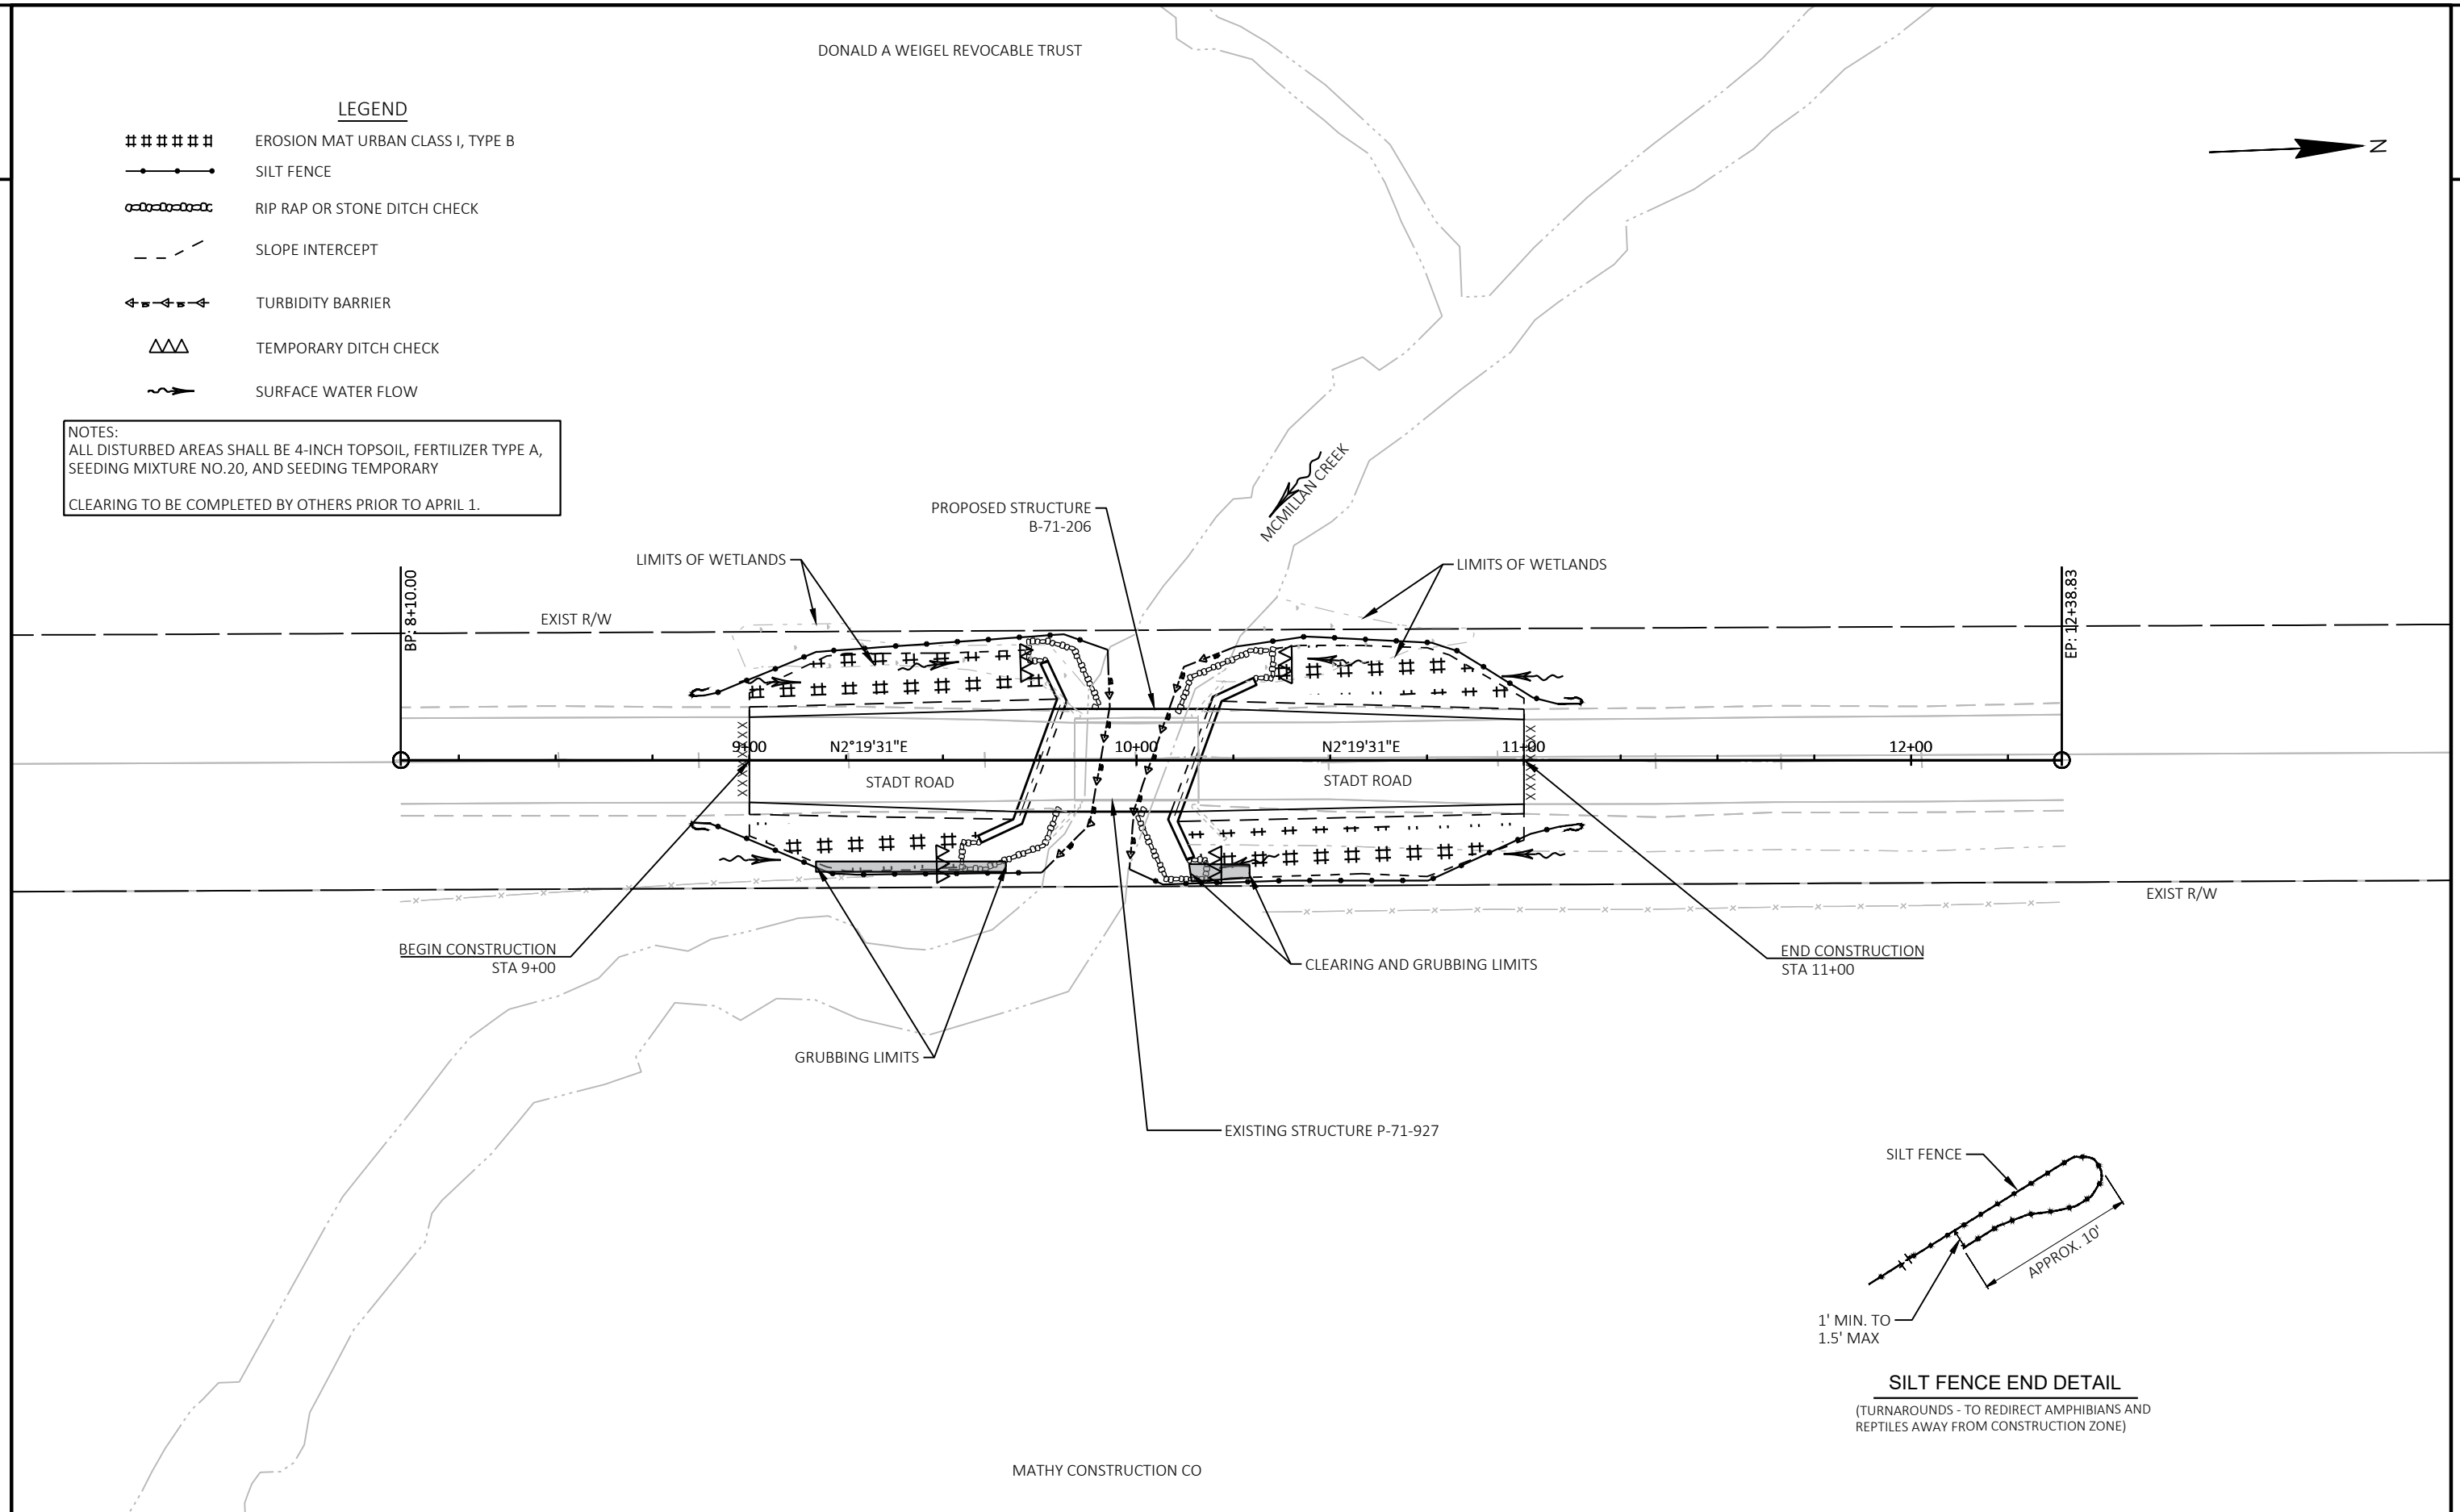 DONALD A WEIGEL REVOCABLE TRUST
LEGEND
EROSION MAT URBAN CLASS I, TYPE B
SILT FENCE
RIP RAP OR STONE DITCH CHECK
SLOPE INTERCEPT
TURBIDITY BARRIER
TEMPORARY DITCH CHECK
SURFACE WATER FLOW
N
NOTES:
ALL DISTURBED AREAS SHALL BE 4-INCH TOPSOIL, FERTILIZER TYPE A,
SEEDING MIXTURE NO.20, AND SEEDING TEMPORARY
CLEARING TO BE COMPLETED BY OTHERS PRIOR TO APRIL 1.
MCMILLAN CREEK
PROPOSED STRUCTURE
B-71-206
LIMITS OF WETLANDS
LIMITS OF WETLANDS
BP: 8+10.00
EXIST R/W
EP: 12+38.83
9+00
N2°19'31"E
10+00
N2°19'31"E
11+00
12+00
STADT ROAD
STADT ROAD
EXIST R/W
BEGIN CONSTRUCTION
STA 9+00
CLEARING AND GRUBBING LIMITS
END CONSTRUCTION
STA 11+00
GRUBBING LIMITS
EXISTING STRUCTURE P-71-927
SILT FENCE
APPROX. 10'
1' MIN. TO
1.5' MAX
SILT FENCE END DETAIL
(TURNAROUNDS - TO REDIRECT AMPHIBIANS AND
REPTILES AWAY FROM CONSTRUCTION ZONE)
MATHY CONSTRUCTION CO